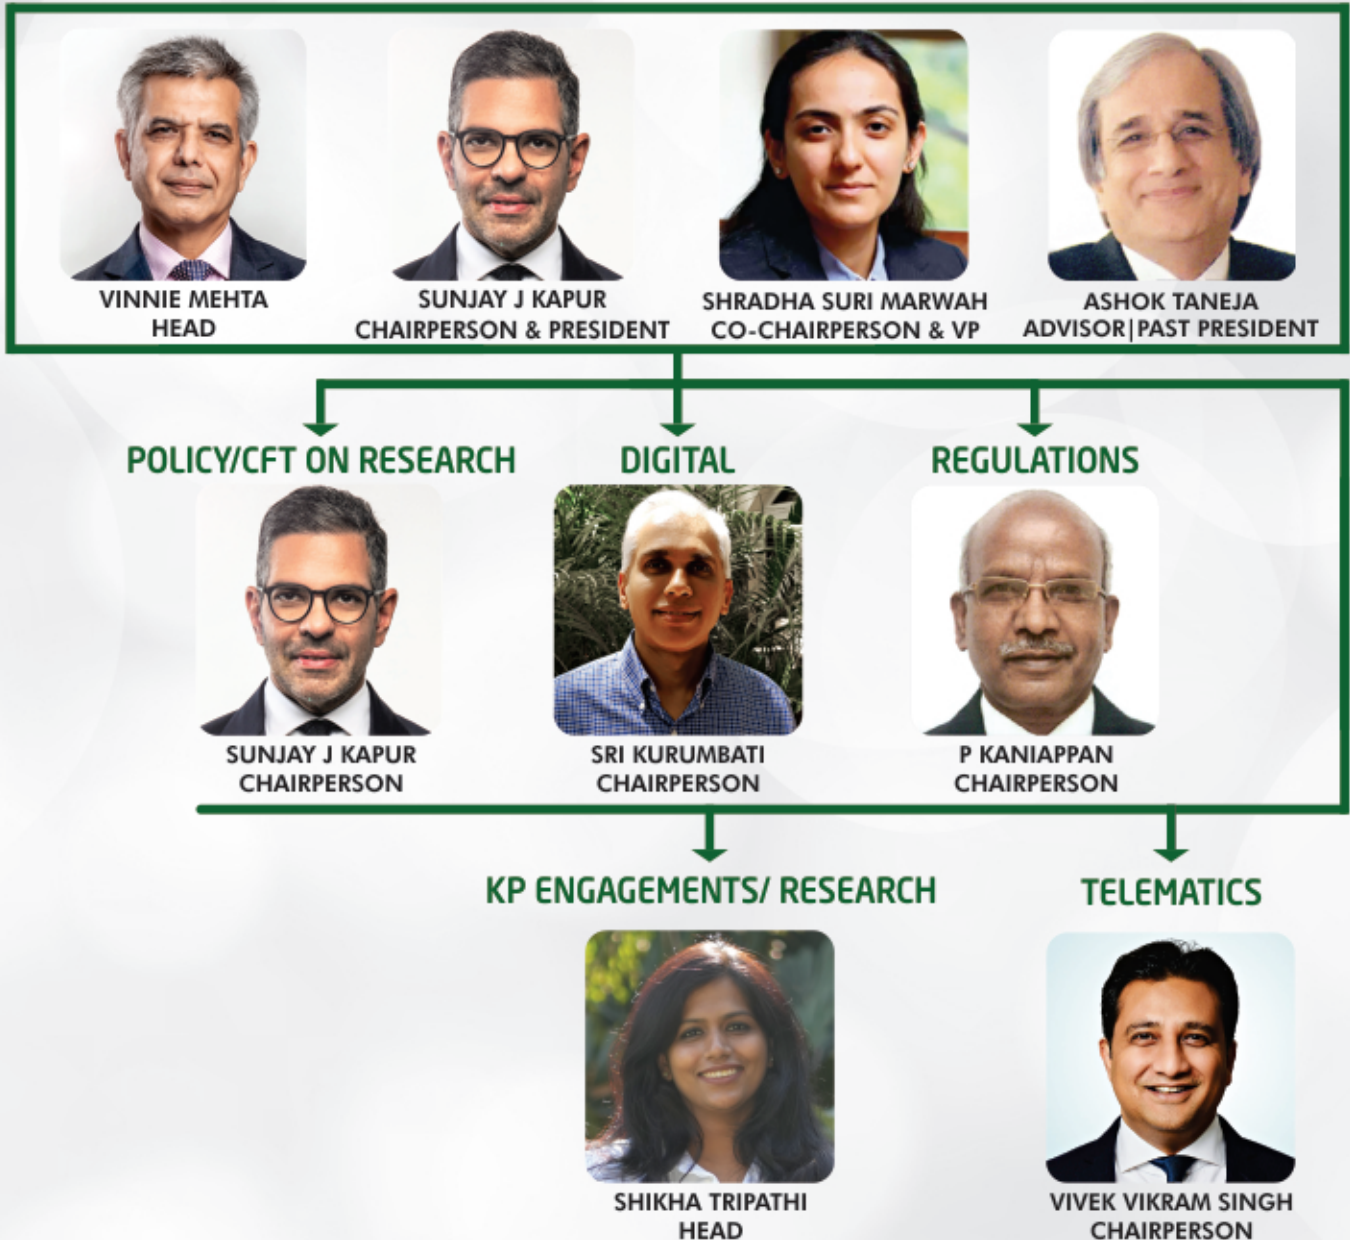 VINNIE MEHTA
HEAD
SUNJAY J KAPUR
CHAIRPERSON & PRESIDENT
SHRADHA SURI MARWAH
CO-CHAIRPERSON & VP
ASHOK TANEJA
ADVISOR|PAST PRESIDENT
POLICY/CFT ON RESEARCH
DIGITAL
REGULATIONS
SUNJAY J KAPUR
CHAIRPERSON
SRI KURUMBATI
CHAIRPERSON
P KANIAPPAN
CHAIRPERSON
KP ENGAGEMENTS/ RESEARCH
TELEMATICS
SHIKHA TRIPATHI
HEAD
VIVEK VIKRAM SINGH
CHAIRPERSON